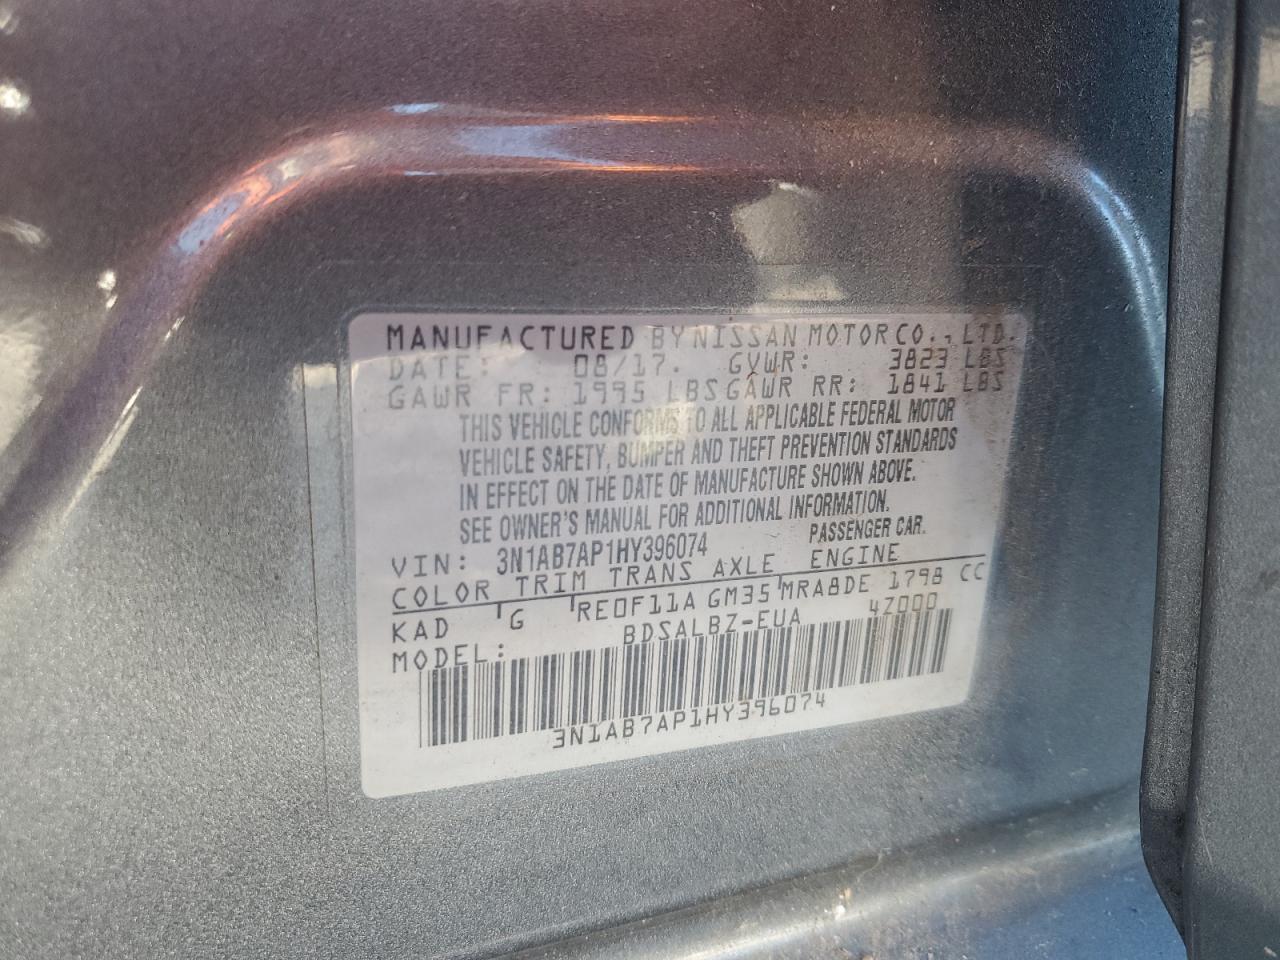 MANUFACTURED BY NISSAN MOTOR CO., LTD.
DATE: 08/17. GVWR: 3823 LBS
GAWR FR: 1995 LBS GAWR RR: 1841 LBS
THIS VEHICLE CONFORMS TO ALL APPLICABLE FEDERAL MOTOR
VEHICLE SAFETY, BUMPER AND THEFT PREVENTION STANDARDS
IN EFFECT ON THE DATE OF MANUFACTURE SHOWN ABOVE.
SEE OWNER'S MANUAL FOR ADDITIONAL INFORMATION.
VIN: 3N1AB7AP1HY396074 PASSENGER CAR.
COLOR TRIM TRANS AXLE ENGINE
KAD G RE0F11A GM35 MRA8DE 1798 CC
MODEL: BDSALBZ-EUA 4Z000
3N1AB7AP1HY396074